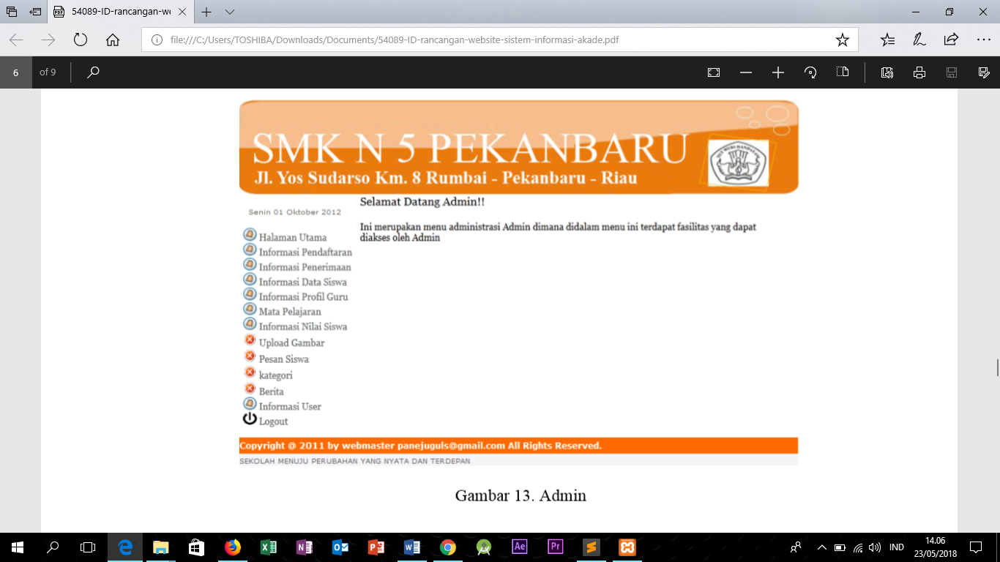 54089-ID-rancangan-we
file:///C:/Users/TOSHIBA/Downloads/Documents/54089-ID-rancangan-website-sistem-informasi-akade.pdf
6 of 9
SMK N 5 PEKANBARU
Jl. Yos Sudarso Km. 8 Rumbai - Pekanbaru - Riau
Senin 01 Oktober 2012
Halaman Utama
Informasi Pendaftaran
Informasi Penerimaan
Informasi Data Siswa
Informasi Profil Guru
Mata Pelajaran
Informasi Nilai Siswa
Upload Gambar
Pesan Siswa
kategori
Berita
Informasi User
Logout
Selamat Datang Admin!!
Ini merupakan menu administrasi Admin dimana didalam menu ini terdapat fasilitas yang dapat
diakses oleh Admin
Copyright @ 2011 by webmaster panejuguls@gmail.com All Rights Reserved.
SEKOLAH MENUJU PERUBAHAN YANG NYATA DAN TERDEPAN
Gambar 13. Admin
IND
14.06
23/05/2018